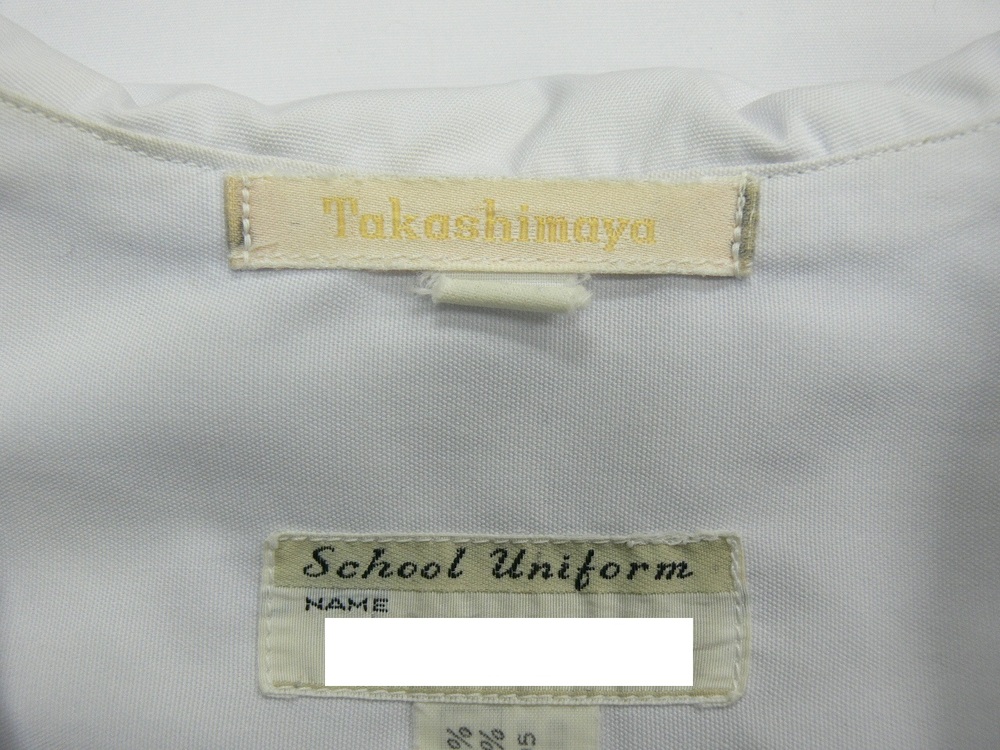 Takashimaya
School Uniform
NAME
%
%